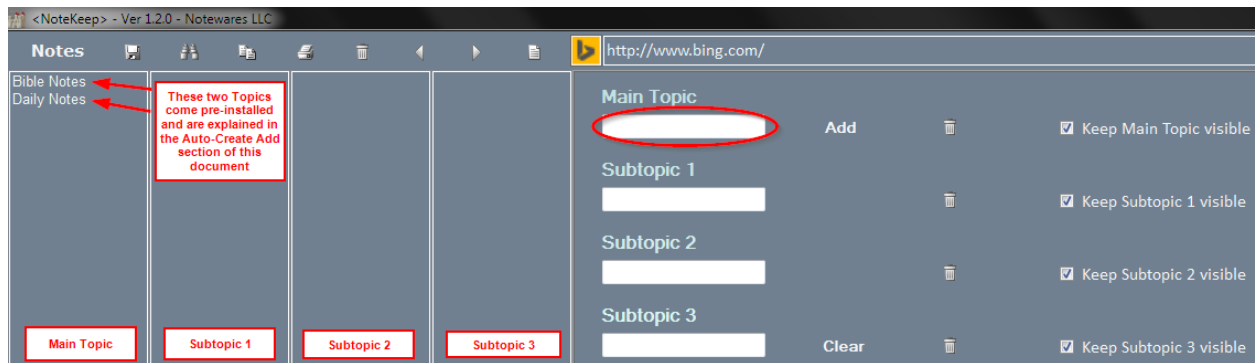 <NoteKeep> - Ver 1.2.0 - Notewares LLC
Notes
http://www.bing.com/
Bible Notes
Daily Notes
These two Topics
come pre-installed
and are explained in
the Auto-Create Add
section of this
document
Main Topic
Subtopic 1
Subtopic 2
Subtopic 3
Main Topic
Add
Keep Main Topic visible
Subtopic 1
Keep Subtopic 1 visible
Subtopic 2
Keep Subtopic 2 visible
Subtopic 3
Clear
Keep Subtopic 3 visible